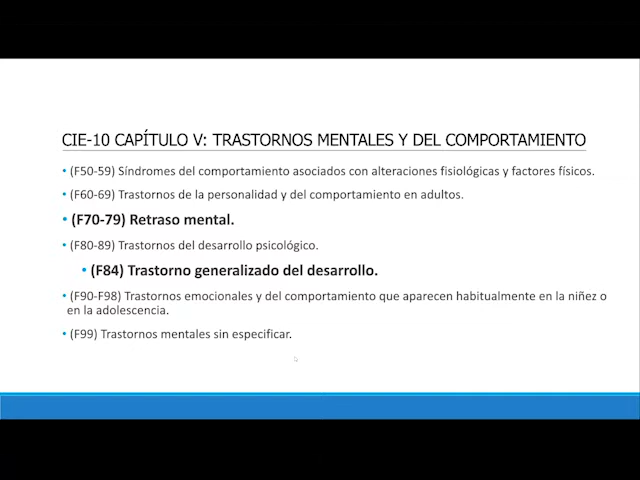 CIE-10 CAPÍTULO V: TRASTORNOS MENTALES Y DEL COMPORTAMIENTO
• (F50-59) Síndromes del comportamiento asociados con alteraciones fisiológicas y factores físicos.
• (F60-69) Trastornos de la personalidad y del comportamiento en adultos.
• (F70-79) Retraso mental.
• (F80-89) Trastornos del desarrollo psicológico.
• (F84) Trastorno generalizado del desarrollo.
• (F90-F98) Trastornos emocionales y del comportamiento que aparecen habitualmente en la niñez o
en la adolescencia.
• (F99) Trastornos mentales sin especificar.